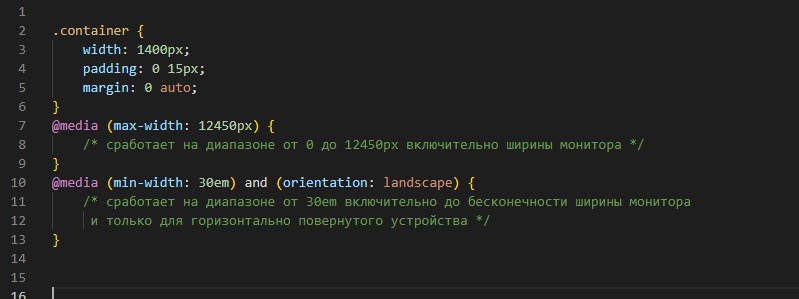 1
2 .container {
3 width: 1400px;
4 padding: 0 15px;
5 margin: 0 auto;
6 }
7 @media (max-width: 12450px) {
8 /* сработает на диапазоне от 0 до 12450px включительно ширины монитора */
9 }
10 @media (min-width: 30em) and (orientation: landscape) {
11 /* сработает на диапазоне от 30em включительно до бесконечности ширины монитора
12 и только для горизонтально повернутого устройства */
13 }
14
15
16